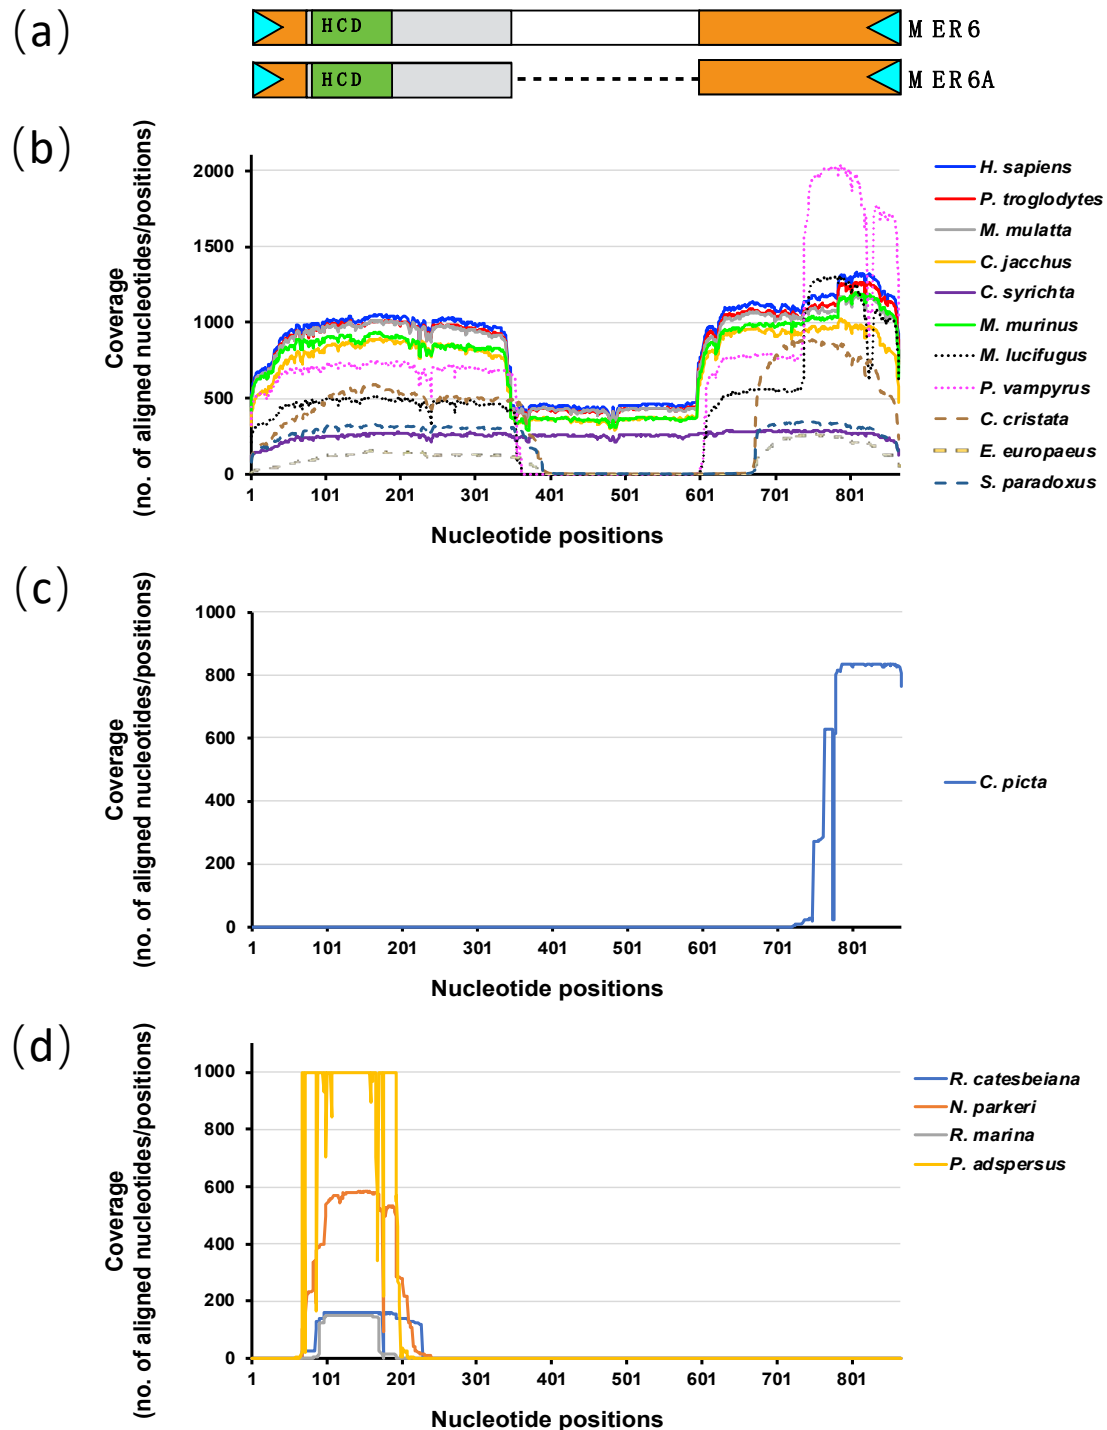 (a)
HCD
MER6
HCD
MER6A
(b)
Coverage
(no. of aligned nucleotides/positions)
2000
1500
1000
500
0
1 101 201 301 401 501 601 701 801
Nucleotide positions
H. sapiens
P. troglodytes
M. mulatta
C. jacchus
C. syrichta
M. murinus
M. lucifugus
P. vampyrus
C. cristata
E. europaeus
S. paradoxus
(c)
Coverage
(no. of aligned nucleotides/positions)
1000
800
600
400
200
0
1 101 201 301 401 501 601 701 801
Nucleotide positions
C. picta
(d)
Coverage
(no. of aligned nucleotides/positions)
1000
800
600
400
200
0
1 101 201 301 401 501 601 701 801
Nucleotide positions
R. catesbeiana
N. parkeri
R. marina
P. adspersus